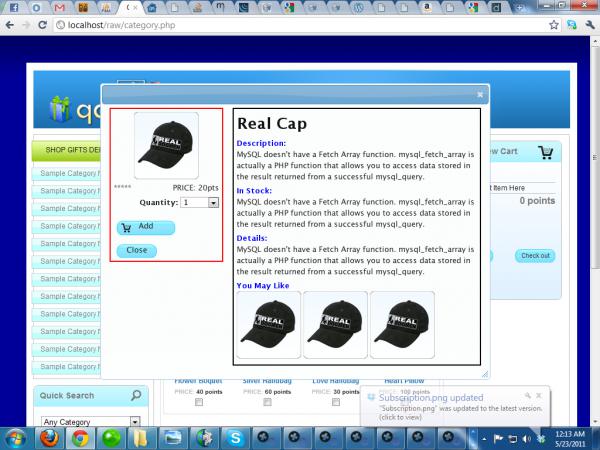 localhost/raw/category.php
SHOP GIFTS
View Cart
Real Cap
Description:
MySQL doesn't have a Fetch Array function. mysql_fetch_array is
actually a PHP function that allows you to access data stored in
the result returned from a successful mysql_query.
In Stock:
MySQL doesn't have a Fetch Array function. mysql_fetch_array is
actually a PHP function that allows you to access data stored in
the result returned from a successful mysql_query.
Details:
MySQL doesn't have a Fetch Array function. mysql_fetch_array is
actually a PHP function that allows you to access data stored in
the result returned from a successful mysql_query.
You May Like
REAL
REAL
REAL
REAL
***** PRICE: 20pts
Quantity: 1
Add
Close
Sample Category
Sample Category
Sample Category
Sample Category
Sample Category
Sample Category
Sample Category
Sample Category
Sample Category
Sample Category
Sample Category
Sample Category
Item Here
0 points
Check out
Flower Boquet Silver Handbag Love Handbag Heart Pillow
PRICE: 40 points PRICE: 60 points PRICE: 30 points PRICE: 100 points
Quick Search
Any Category
Subscription.png updated
"Subscription.png" was updated to the latest version.
(click to view)
12:13 AM
5/23/2011